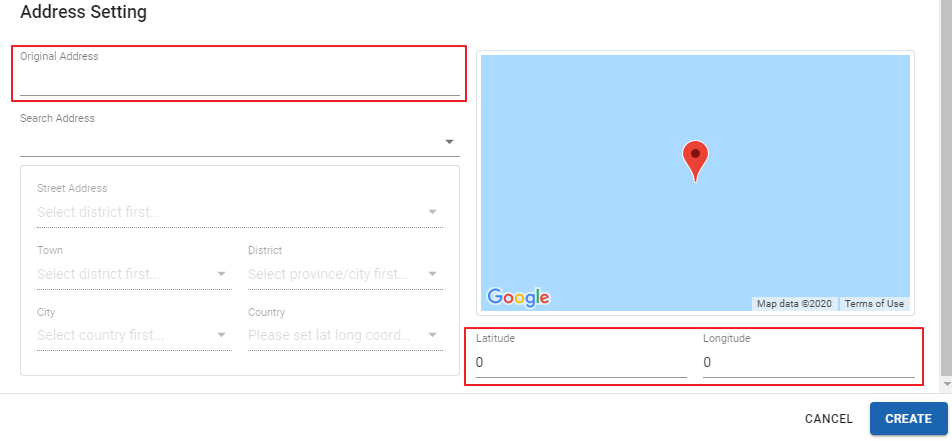 Address Setting
Original Address
Search Address
Street Address
Select district first...
Town
District
Select district first...
Select province/city first...
City
Country
Select country first...
Please set lat long coord...
Google
Map data ©2020
Terms of Use
Latitude
Longitude
0
0
CANCEL
CREATE